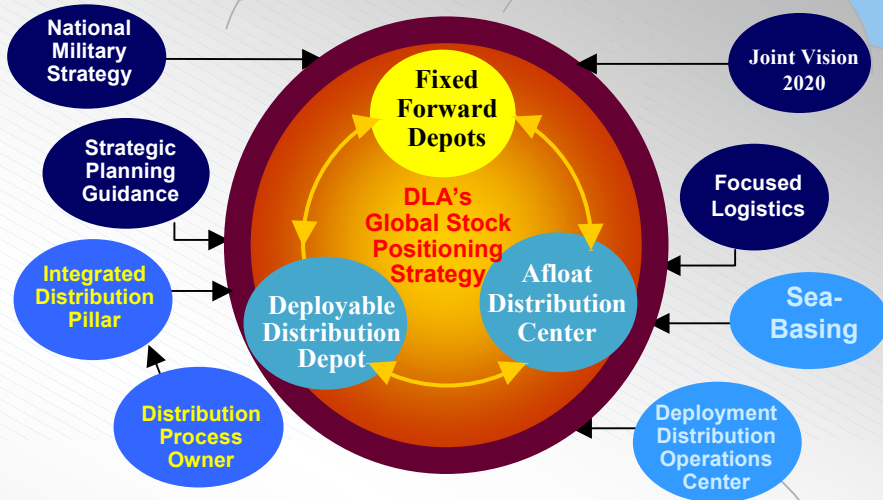 National
Military
Strategy
Joint Vision
2020
Fixed
Forward
Depots
Strategic
Planning
Guidance
Focused
Logistics
DLA's
Global Stock
Positioning
Strategy
Integrated
Distribution
Pillar
Deployable
Distribution
Depot
Afloat
Distribution
Center
Sea-
Basing
Distribution
Process
Owner
Deployment
Distribution
Operations
Center